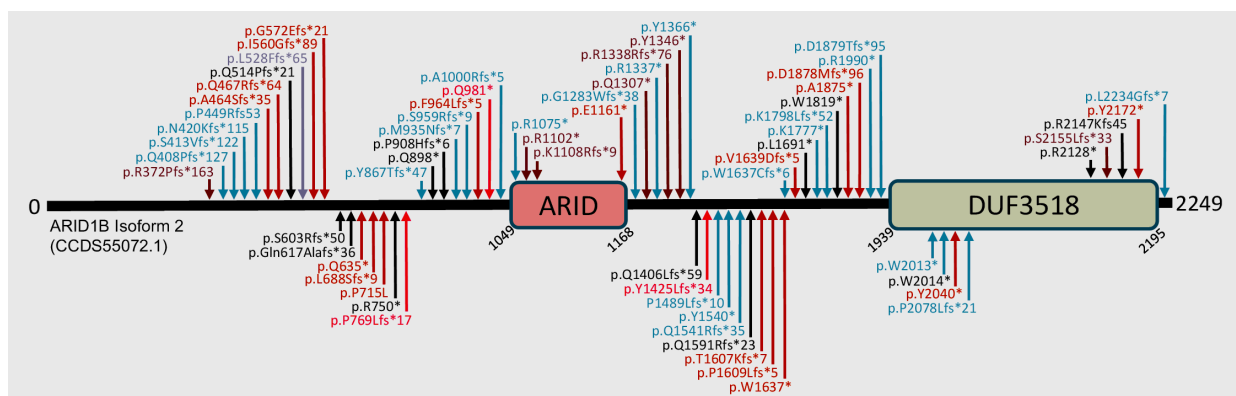 p.G572Efs*21
p.I560Gfs*89
p.L528Ffs*65
p.Q514Pfs*21
p.Q467Rfs*64
p.A464Sfs*35
p.P449Rfs53
p.N420Kfs*115
p.S413Vfs*122
p.Q408Pfs*127
p.R372Pfs*163
p.A1000Rfs*5
p.Q981*
p.F964Lfs*5
p.S959Rfs*9
p.M935Nfs*7
p.P908Hfs*6
p.Q898*
p.Y867Tfs*47
p.Y1366*
p.Y1346*
p.R1338Rfs*76
p.R1337*
p.Q1307*
p.G1283Wfs*38
p.E1161*
p.R1075*
p.R1102*
p.K1108Rfs*9
p.D1879Tfs*95
p.R1990*
p.D1878Mfs*96
p.A1875*
p.W1819*
p.K1798Lfs*52
p.K1777*
p.L1691*
p.V1639Dfs*5
p.W1637Cfs*6
p.L2234Gfs*7
p.Y2172*
p.R2147Kfs45
p.S2155Lfs*33
p.R2128*
0
ARID
DUF3518
2249
ARID1B Isoform 2
(CCDS55072.1)
1049
1168
1939
2195
p.S603Rfs*50
p.Gln617Alafs*36
p.Q635*
p.L688Sfs*9
p.P715L
p.R750*
p.P769Lfs*17
p.Q1406Lfs*59
p.Y1425Lfs*34
P1489Lfs*10
p.Y1540*
p.Q1541Rfs*35
p.Q1591Rfs*23
p.T1607Kfs*7
p.P1609Lfs*5
p.W1637*
p.W2013*
p.W2014*
p.Y2040*
p.P2078Lfs*21